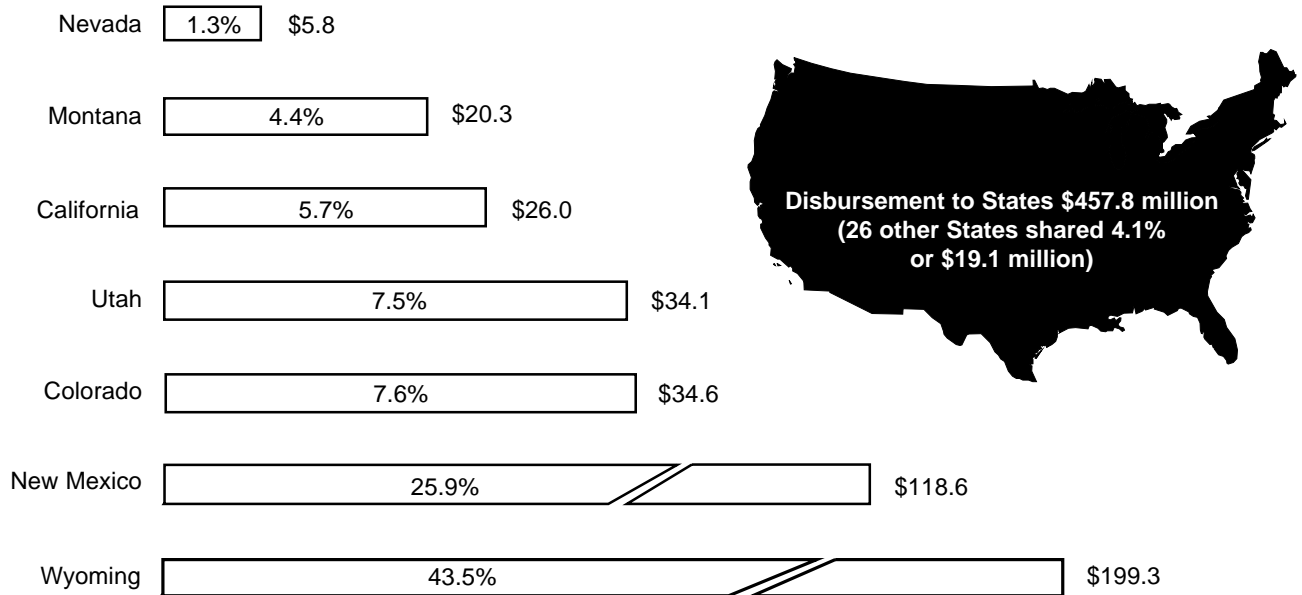 Nevada 1.3% $5.8
Montana 4.4% $20.3
California 5.7% $26.0
Utah 7.5% $34.1
Colorado 7.6% $34.6
New Mexico 25.9% $118.6
Wyoming 43.5% $199.3
Disbursement to States $457.8 million
(26 other States shared 4.1%
or $19.1 million)